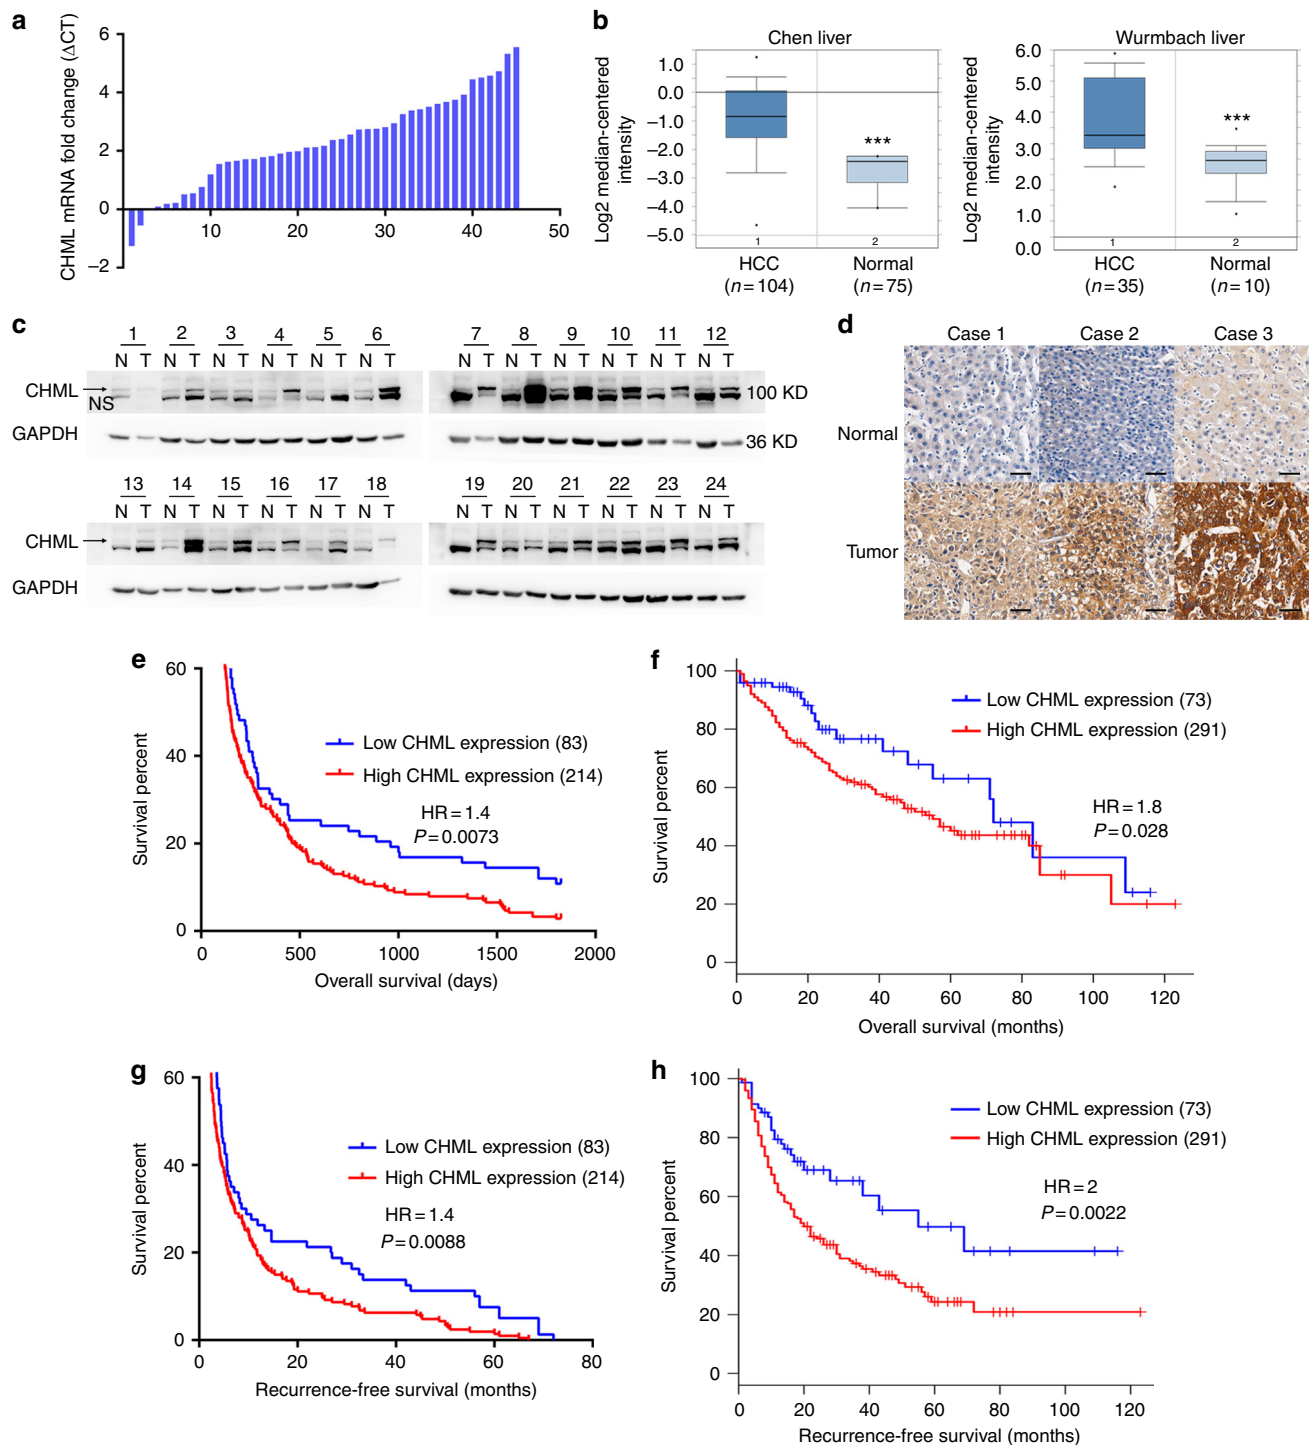 a
CHML mRNA fold change (ΔCT)
6
4
2
0
−2
10
20
30
40
50
b
Chen liver
Log2 median-centered
intensity
1.0
0.0
−1.0
−2.0
−3.0
−4.0
−5.0
***
1
2
HCC
(n=104)
Normal
(n=75)
Wurmbach liver
Log2 median-centered
intensity
6.0
5.0
4.0
3.0
2.0
1.0
0.0
***
1
2
HCC
(n=35)
Normal
(n=10)
c
1 2 3 4 5 6 7 8 9 10 11 12
N T N T N T N T N T N T N T N T N T N T N T N T
CHML
NS
100 KD
GAPDH
36 KD
13 14 15 16 17 18 19 20 21 22 23 24
N T N T N T N T N T N T N T N T N T N T N T N T
CHML
GAPDH
d
Case 1 Case 2 Case 3
Normal
Tumor
e
Survival percent
60
40
20
0
Low CHML expression (83)
High CHML expression (214)
HR=1.4
P=0.0073
0 500 1000 1500 2000
Overall survival (days)
f
Survival percent
100
80
60
40
20
0
Low CHML expression (73)
High CHML expression (291)
HR=1.8
P=0.028
0 20 40 60 80 100 120
Overall survival (months)
g
Survival percent
60
40
20
0
Low CHML expression (83)
High CHML expression (214)
HR=1.4
P=0.0088
0 20 40 60 80
Recurrence-free survival (months)
h
Survival percent
100
80
60
40
20
0
Low CHML expression (73)
High CHML expression (291)
HR=2
P=0.0022
0 20 40 60 80 100 120
Recurrence-free survival (months)